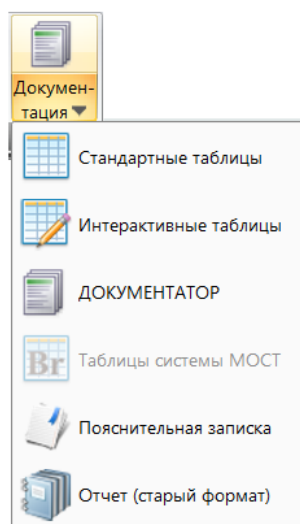 Докумен-
тация
Стандартные таблицы
Интерактивные таблицы
ДОКУМЕНТАТОР
Br Таблицы системы МОСТ
Пояснительная записка
Отчет (старый формат)